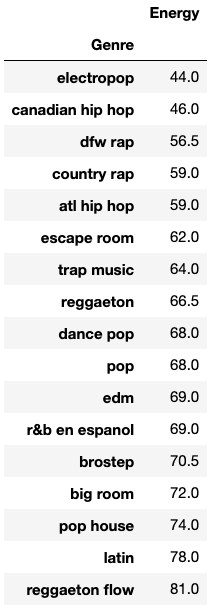 Energy
Genre
electropop 44.0
canadian hip hop 46.0
dfw rap 56.5
country rap 59.0
atl hip hop 59.0
escape room 62.0
trap music 64.0
reggaeton 66.5
dance pop 68.0
pop 68.0
edm 69.0
r&b en espanol 69.0
brostep 70.5
big room 72.0
pop house 74.0
latin 78.0
reggaeton flow 81.0